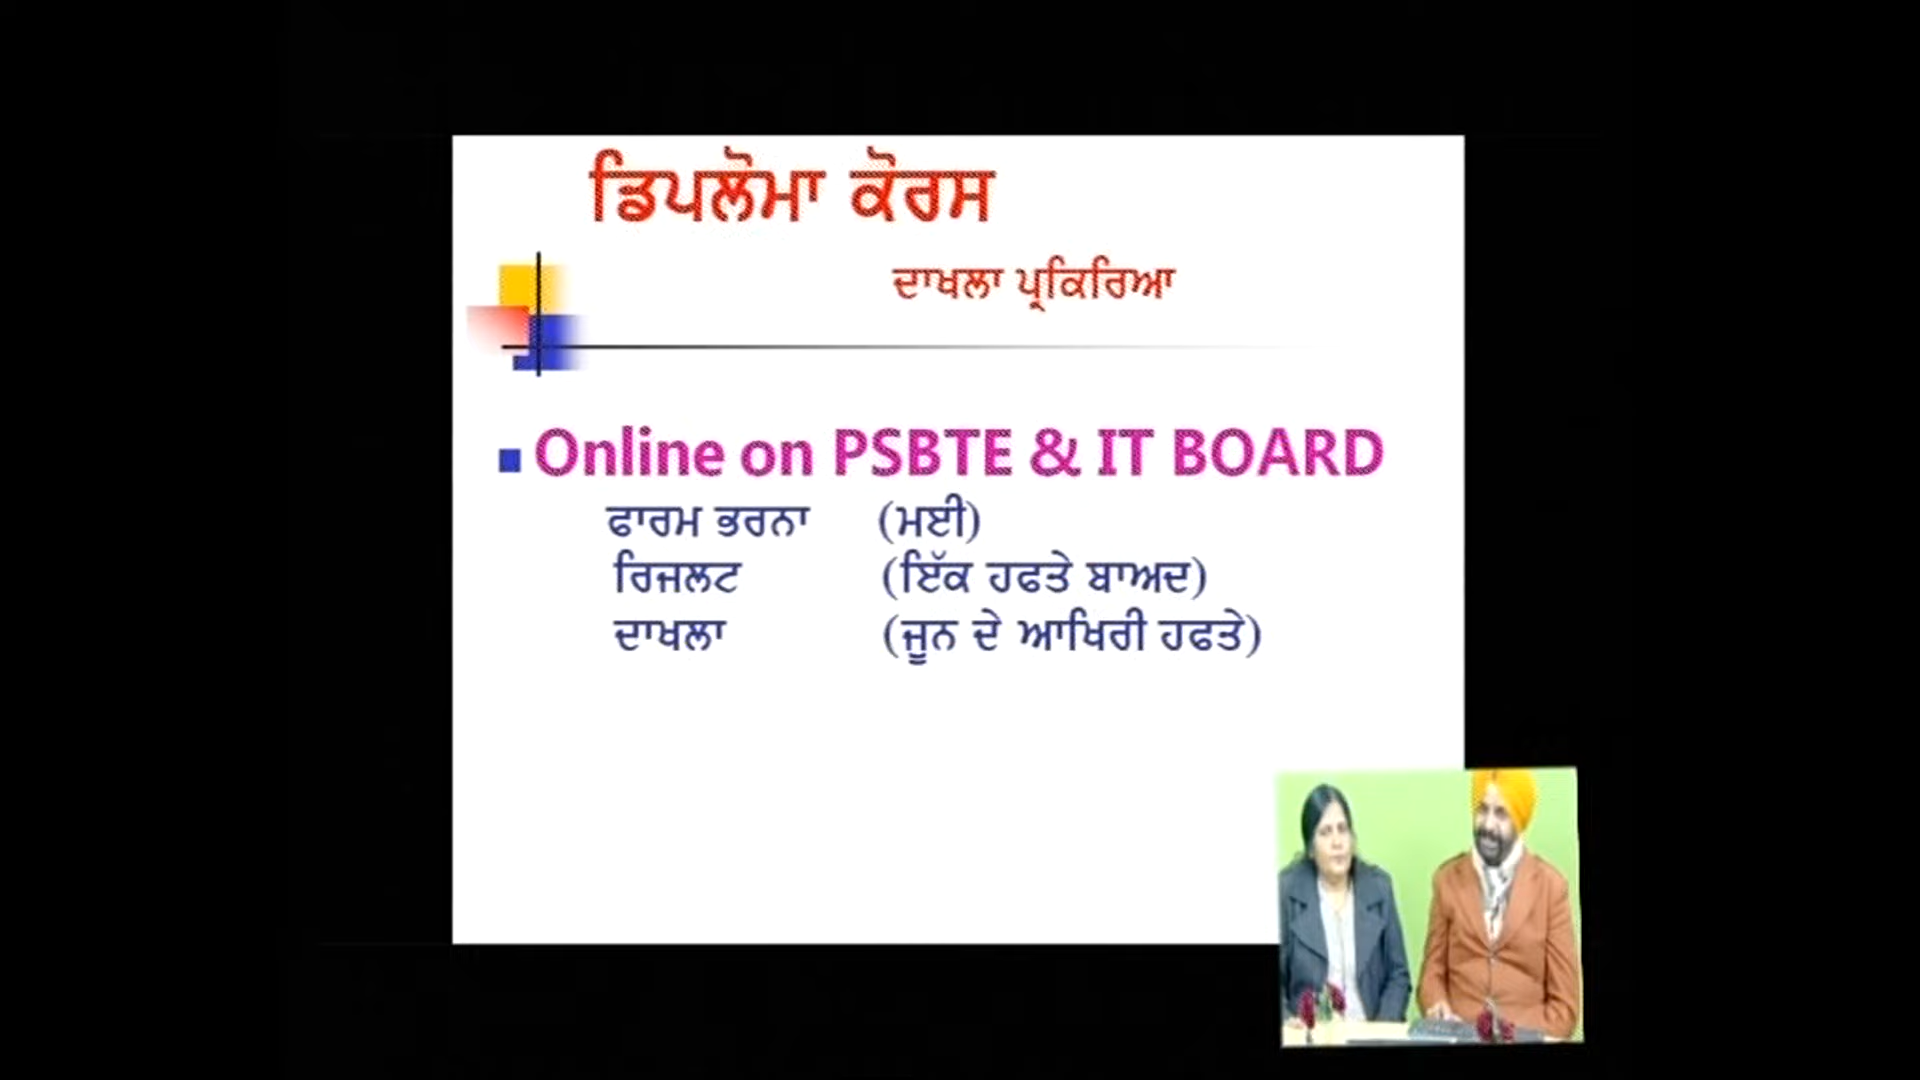 ਡਿਪਲੋਮਾ ਕੋਰਸ
ਦਾਖਲਾ ਪ੍ਰਕਿਰਿਆ
Online on PSBTE & IT BOARD
ਫਾਰਮ ਭਰਨਾ (ਮਈ)
ਰਿਜਲਟ (ਇੱਕ ਹਫਤੇ ਬਾਅਦ)
ਦਾਖਲਾ (ਜੂਨ ਦੇ ਆਖਿਰੀ ਹਫਤੇ)